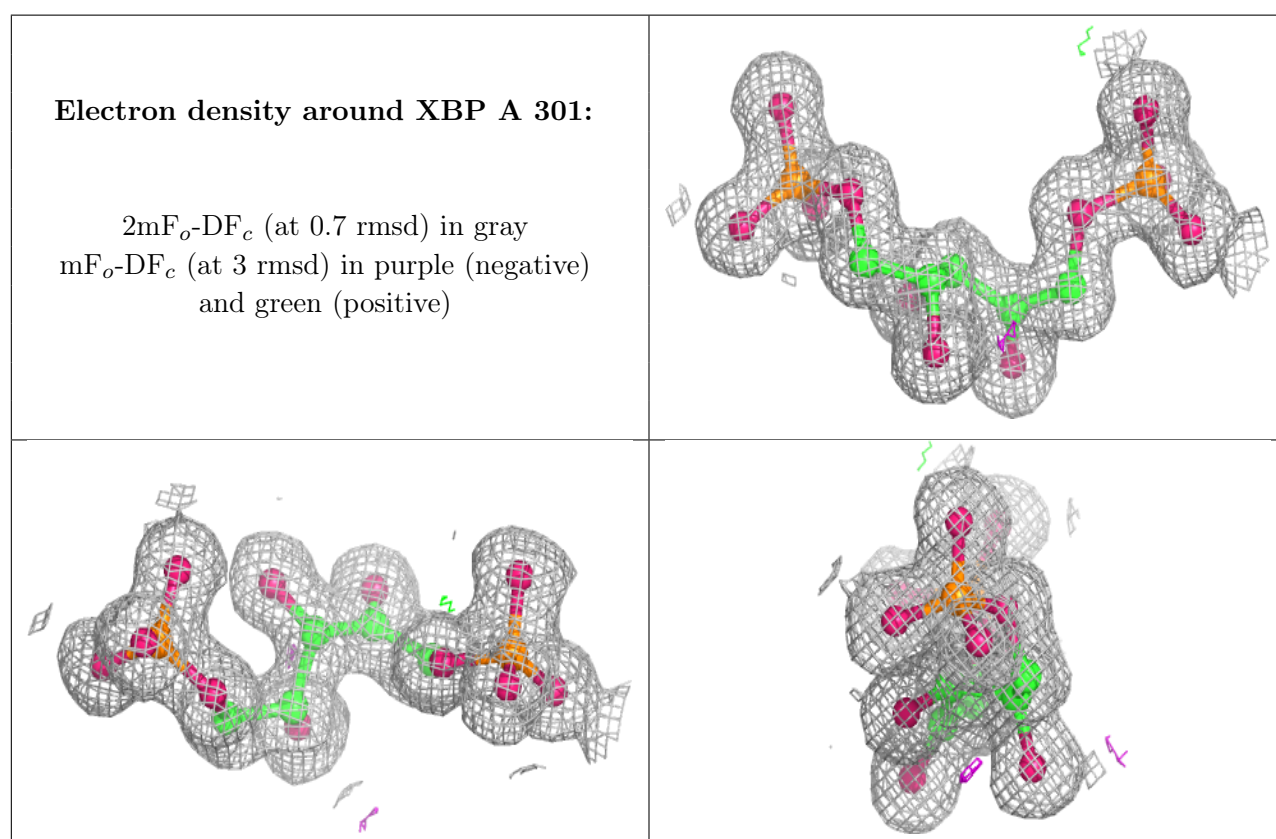 Electron density around XBP A 301:
2mFₒ-DF𝒸 (at 0.7 rmsd) in gray
mFₒ-DF𝒸 (at 3 rmsd) in purple (negative)
and green (positive)